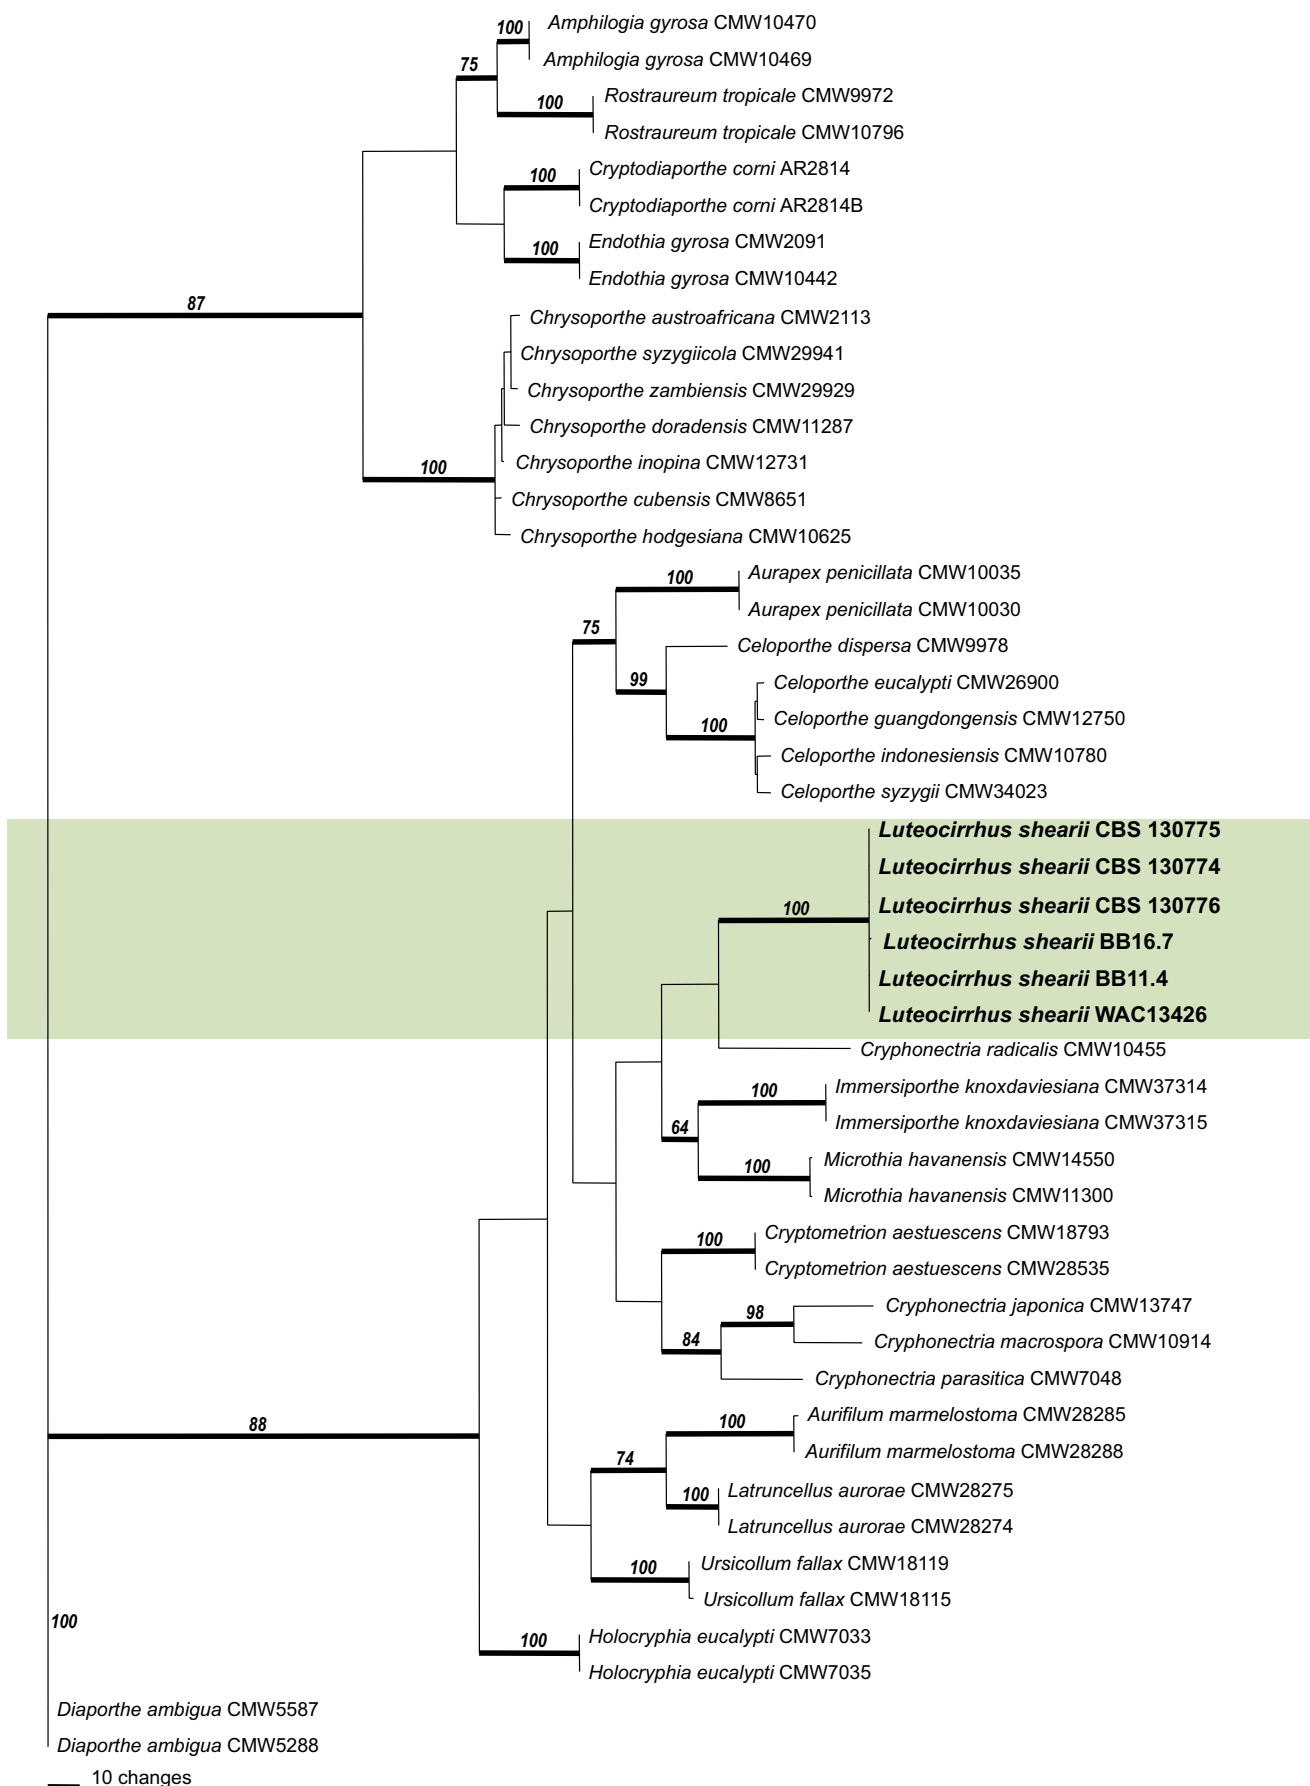 100
Amphilogia gyrosa CMW10470
Amphilogia gyrosa CMW10469
75
Rostraureum tropicale CMW9972
100
Rostraureum tropicale CMW10796
Cryptodiaporthe corni AR2814
100
Cryptodiaporthe corni AR2814B
Endothia gyrosa CMW2091
100
Endothia gyrosa CMW10442
87
Chrysoporthe austroafricana CMW2113
Chrysoporthe syzygiicola CMW29941
Chrysoporthe zambiensis CMW29929
Chrysoporthe doradensis CMW11287
100
Chrysoporthe inopina CMW12731
Chrysoporthe cubensis CMW8651
Chrysoporthe hodgesiana CMW10625
100
Aurapex penicillata CMW10035
Aurapex penicillata CMW10030
75
Celoporthe dispersa CMW9978
99
Celoporthe eucalypti CMW26900
Celoporthe guangdongensis CMW12750
100
Celoporthe indonesiensis CMW10780
Celoporthe syzygii CMW34023
Luteocirrhus shearii CBS 130775
Luteocirrhus shearii CBS 130774
100
Luteocirrhus shearii CBS 130776
Luteocirrhus shearii BB16.7
Luteocirrhus shearii BB11.4
Luteocirrhus shearii WAC13426
Cryphonectria radicalis CMW10455
100
Immersiporthe knoxdaviesiana CMW37314
Immersiporthe knoxdaviesiana CMW37315
64
Microthia havanensis CMW14550
100
Microthia havanensis CMW11300
Cryptometrion aestuescens CMW18793
100
Cryptometrion aestuescens CMW28535
Cryphonectria japonica CMW13747
98
Cryphonectria macrospora CMW10914
84
Cryphonectria parasitica CMW7048
88
Aurifilum marmelostoma CMW28285
100
Aurifilum marmelostoma CMW28288
74
Latruncellus aurorae CMW28275
100
Latruncellus aurorae CMW28274
Ursicollum fallax CMW18119
100
Ursicollum fallax CMW18115
100
Holocryphia eucalypti CMW7033
100
Holocryphia eucalypti CMW7035
Diaporthe ambigua CMW5587
Diaporthe ambigua CMW5288
10 changes